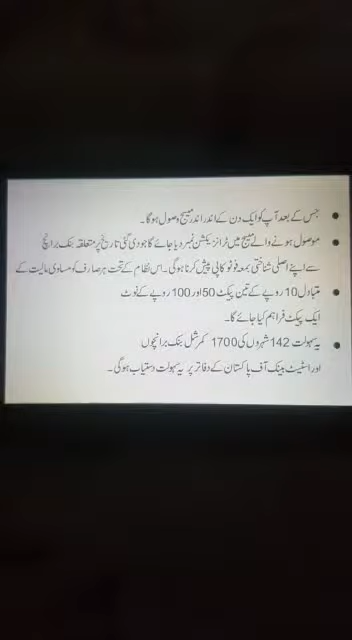 جس کے بعد آپ کو ایک دن کے اندر اندر میسج وصول ہوگا۔
موصول ہونے والے میسج میں ٹرانزیکشن نمبر دیا جائے گا جو دی گئی تاریخ پر متعلقہ بنک برانچ
سے اپنے اصلی شناختی بمعہ فوٹو کاپی پیش کرنا ہوگی۔ اس نظام کے تحت ہر صارف کو مساوی مالیت کے
متبادل 10 روپے کے تین پیکٹ 50 اور 100 روپے کے نوٹ
ایک پیکٹ فراہم کیا جائے گا۔
یہ سہولت 142 شہروں کی 1700 کمرشل بنک برانچوں
اور اسٹیٹ بینک آف پاکستان کے دفاتر پر یہ سہولت دستیاب ہوگی۔